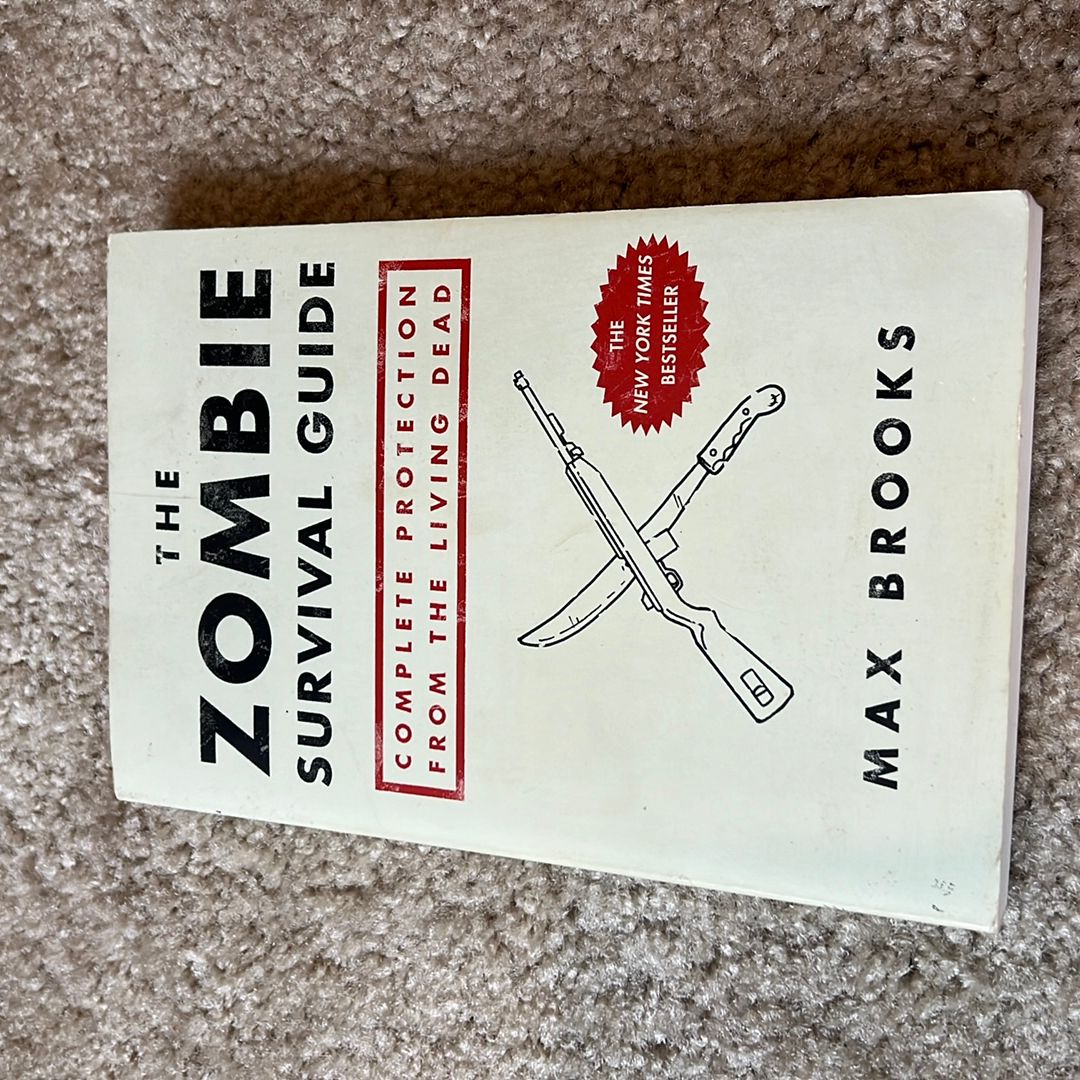 THE
ZOMBIE
SURVIVAL GUIDE
COMPLETE PROTECTION
FROM THE LIVING DEAD
THE
NEW YORK TIMES
BESTSELLER
MAX BROOKS